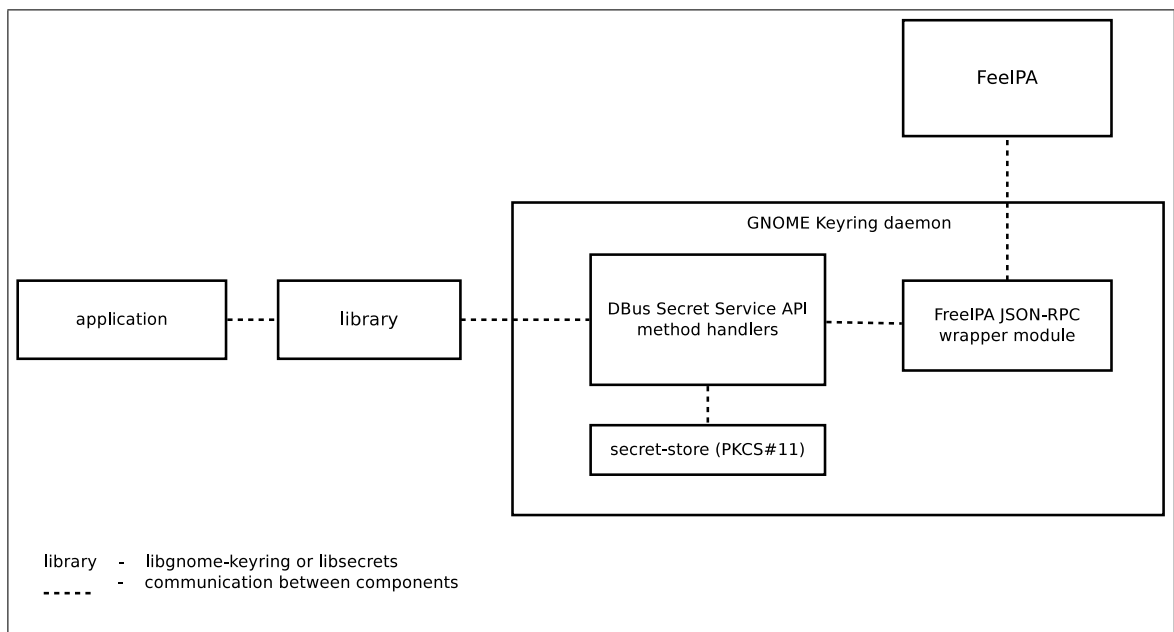 FeeIPA
GNOME Keyring daemon
application
library
DBus Secret Service API
method handlers
FreeIPA JSON-RPC
wrapper module
secret-store (PKCS#11)
library - libgnome-keyring or libsecrets
- communication between components